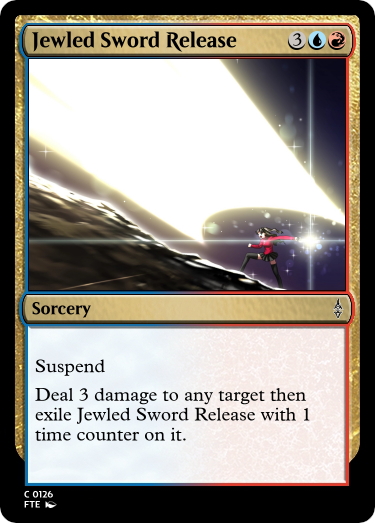 Jewled Sword Release 3
Sorcery
Suspend
Deal 3 damage to any target then
exile Jewled Sword Release with 1
time counter on it.
C 0126
FTE